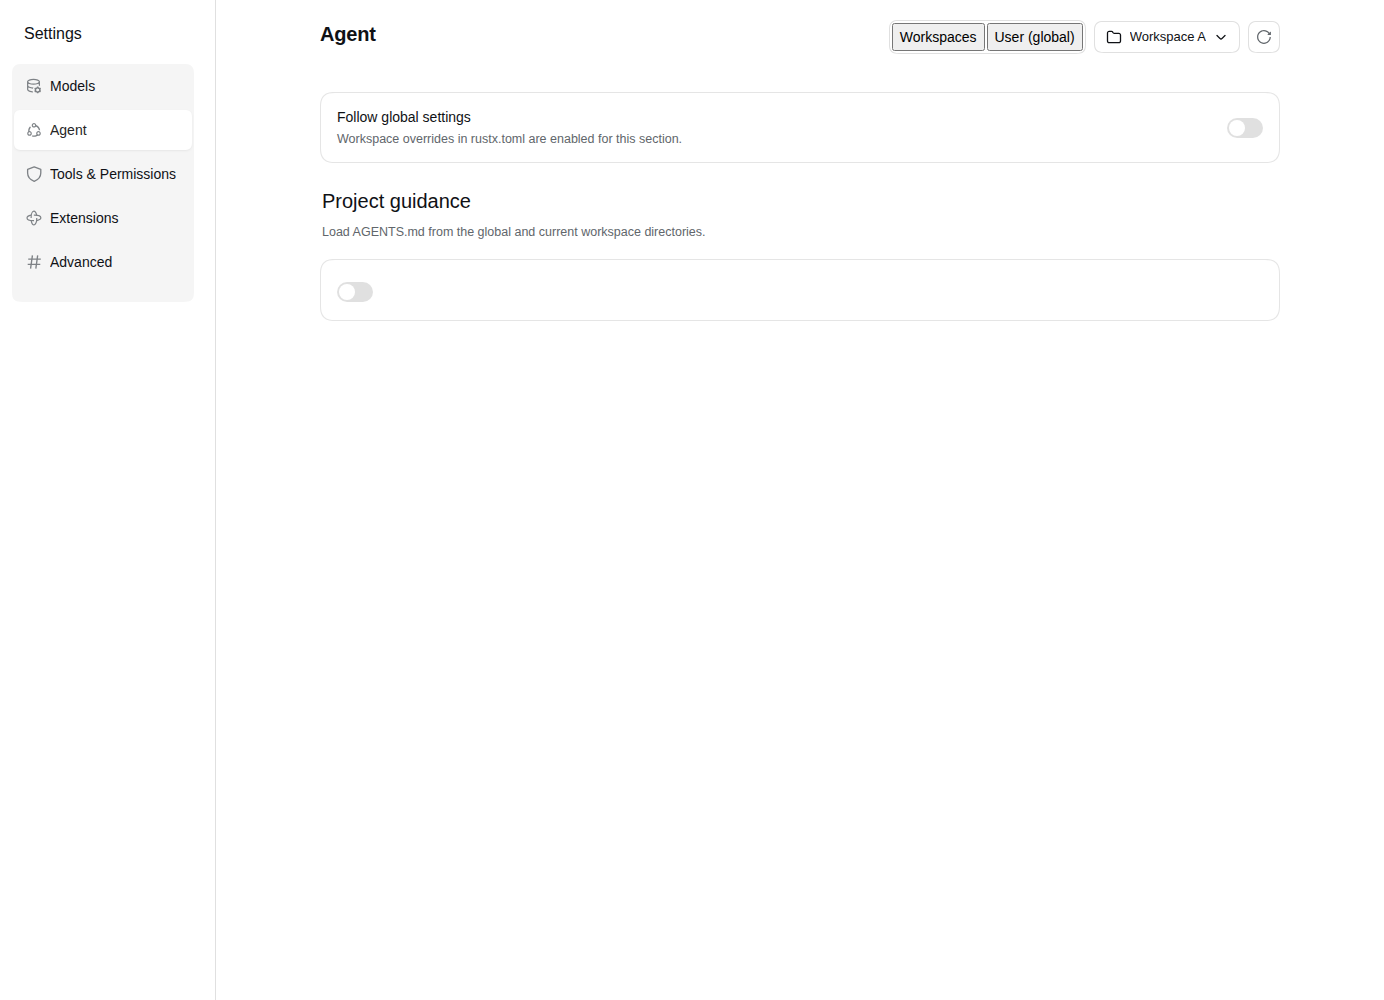 Settings
Models
Agent
Tools & Permissions
Extensions
Advanced
Agent
Workspaces
User (global)
Workspace A
Follow global settings
Workspace overrides in rustx.toml are enabled for this section.
Project guidance
Load AGENTS.md from the global and current workspace directories.